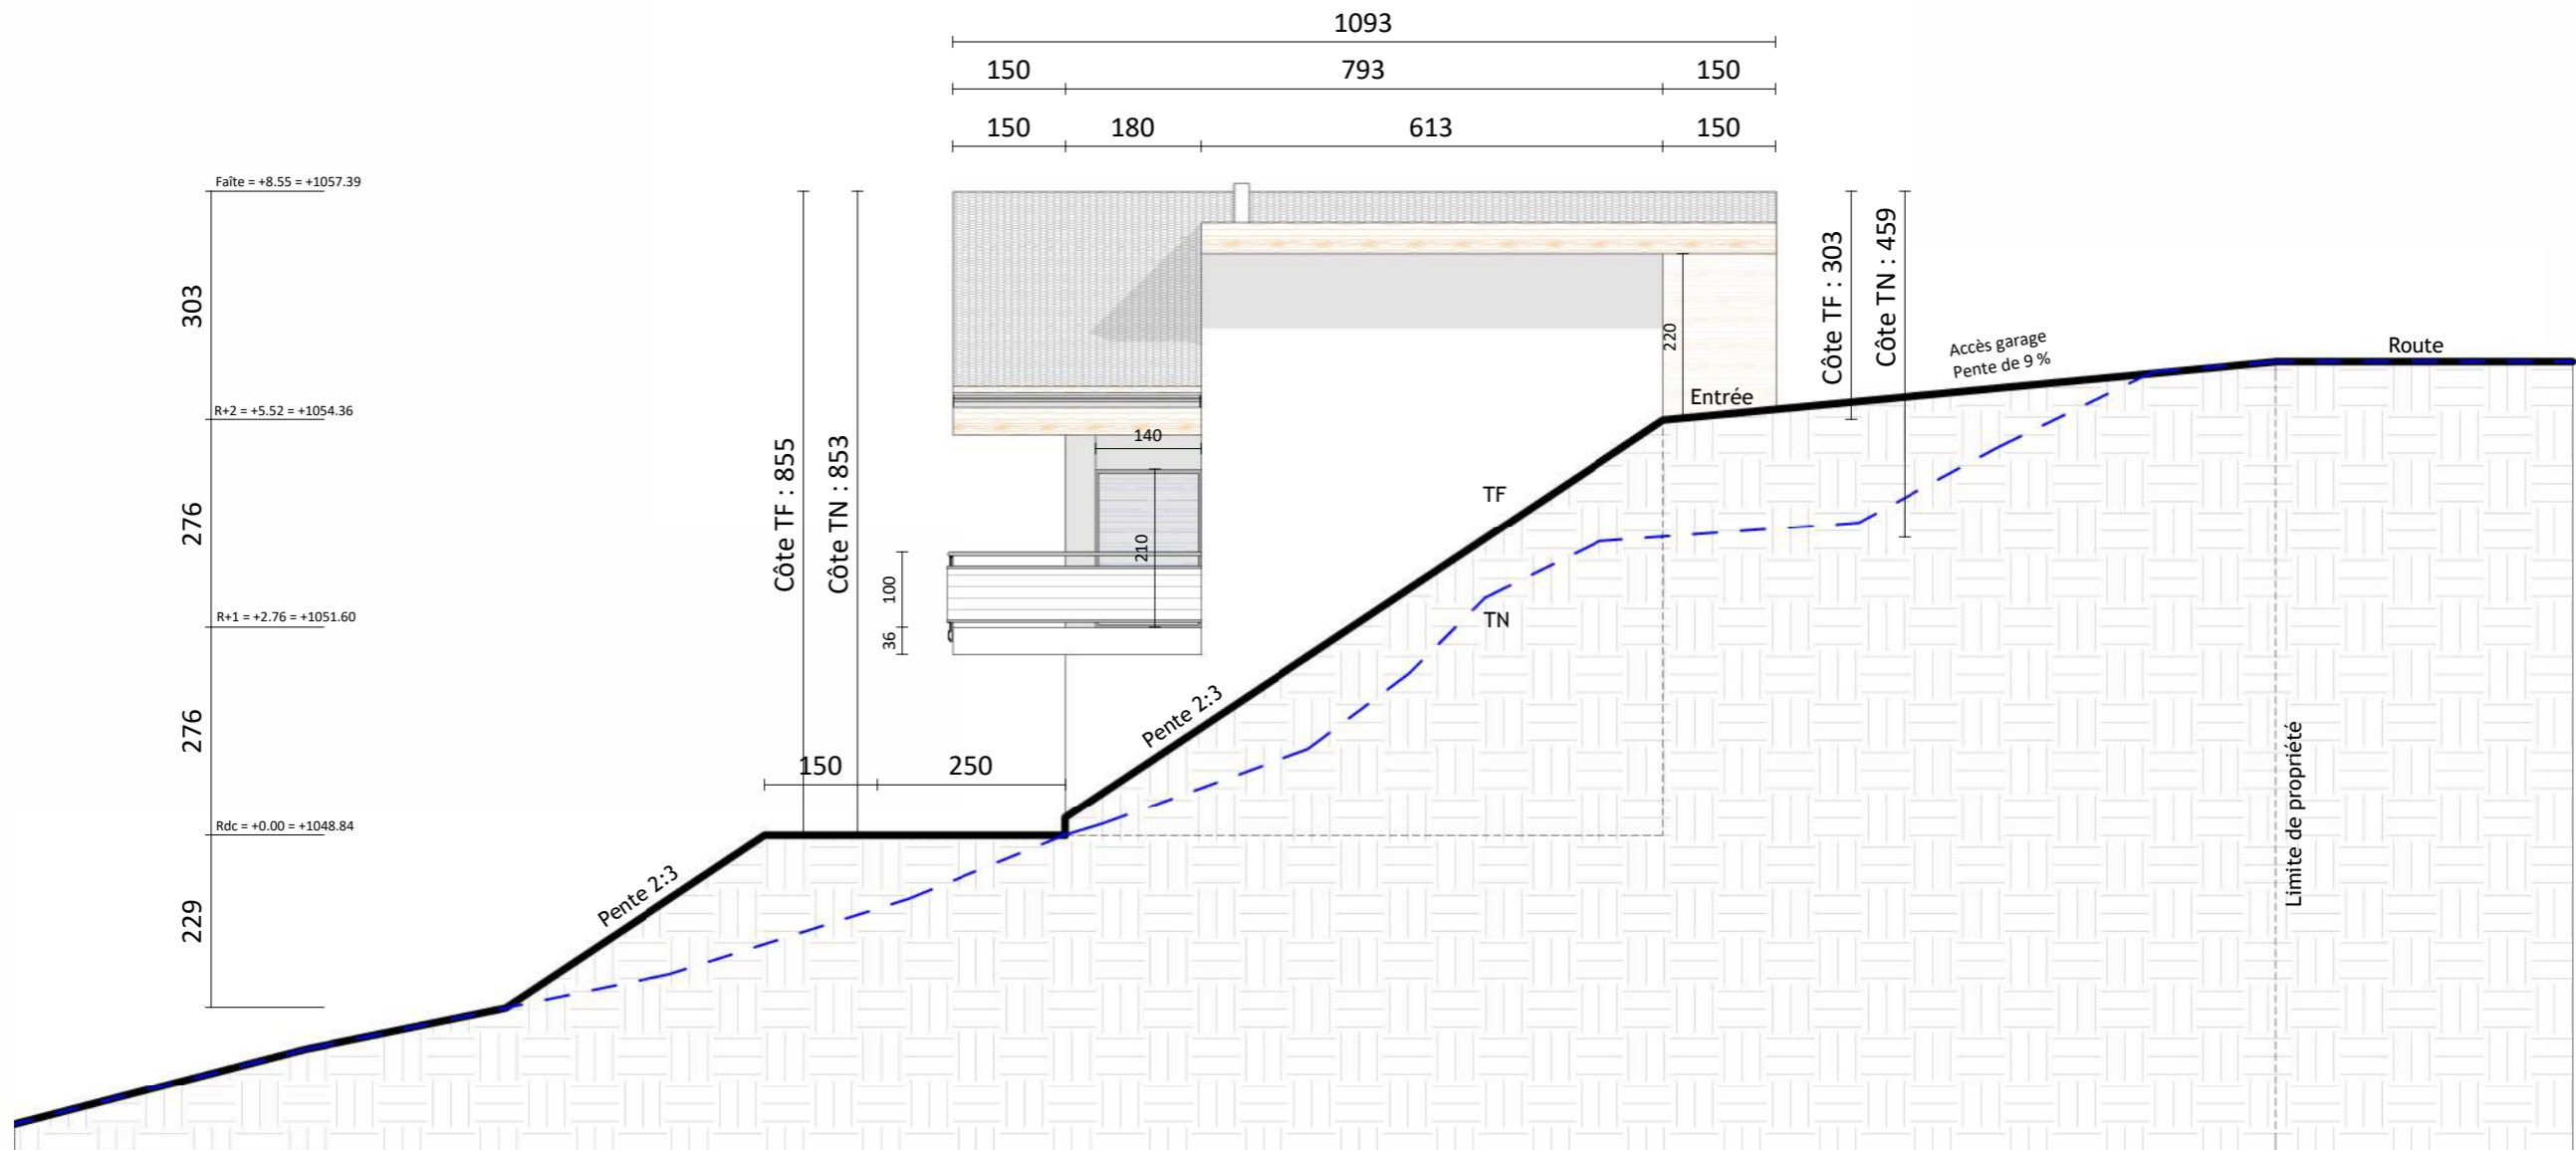 1093
150 793 150
150 180 613 150
Faîte = +8.55 = +1057.39
303
R+2 = +5.52 = +1054.36
276
R+1 = +2.76 = +1051.60
276
Rdc = +0.00 = +1048.84
229
Côte TF : 855
Côte TN : 853
100
36
140
210
220
Côte TF : 303
Côte TN : 459
Entrée
Accès garage
Pente de 9 %
Route
TF
TN
Pente 2:3
150 250
Pente 2:3
Limite de propriété